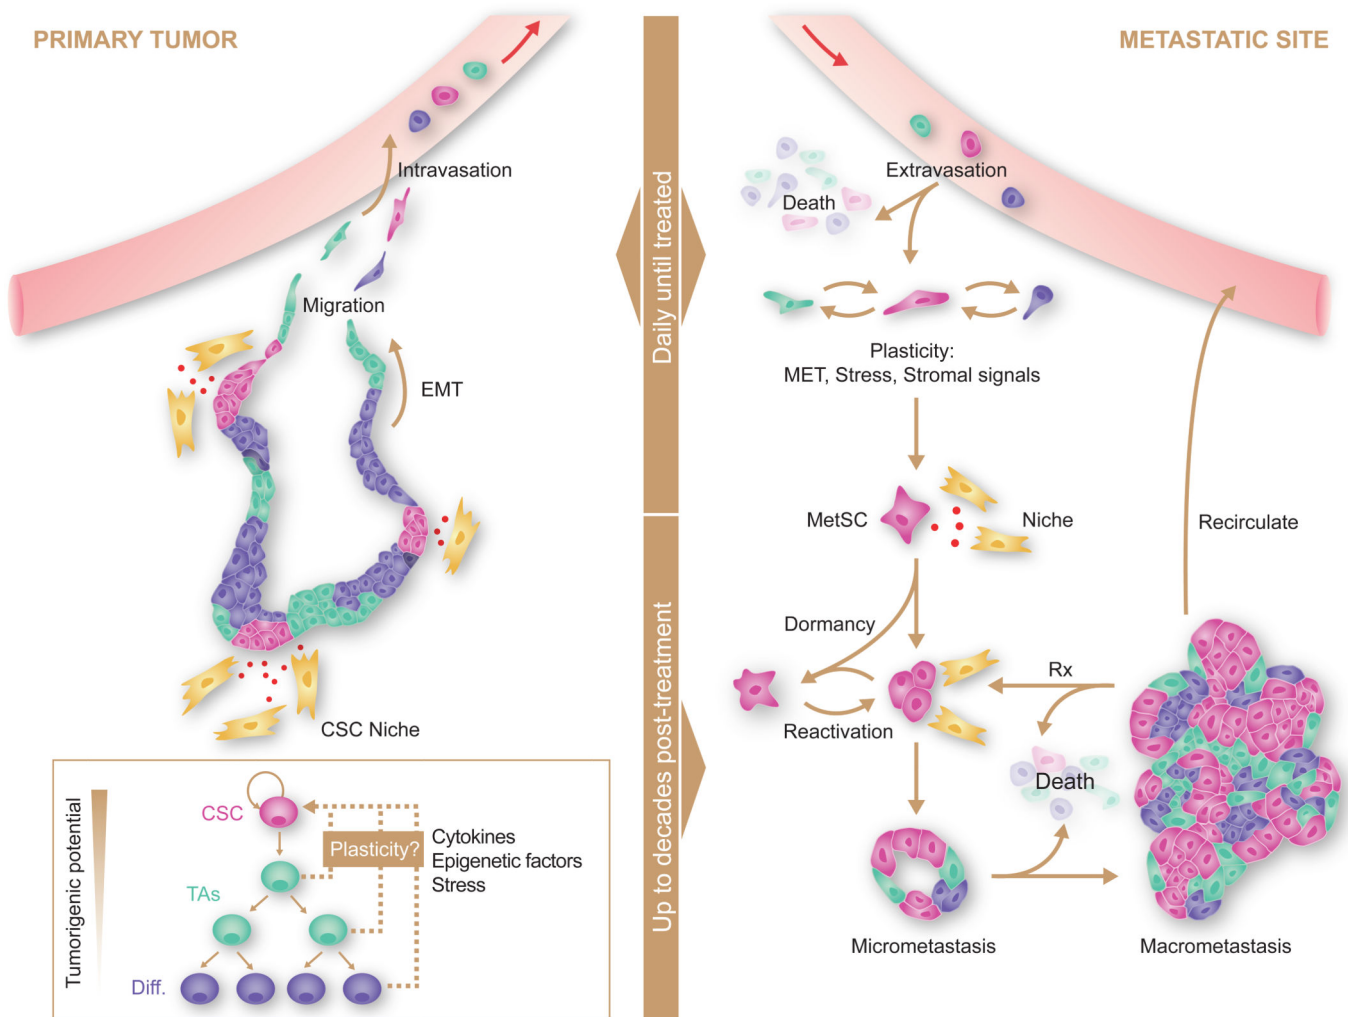 PRIMARY TUMOR
Intravasation
Migration
EMT
CSC Niche
Tumorigenic potential
CSC
TAs
Diff.
Plasticity?
Cytokines
Epigenetic factors
Stress
Daily until treated
Up to decades post-treatment
METASTATIC SITE
Extravasation
Death
Plasticity:
MET, Stress, Stromal signals
MetSC
Niche
Recirculate
Dormancy
Reactivation
Rx
Death
Micrometastasis
Macrometastasis